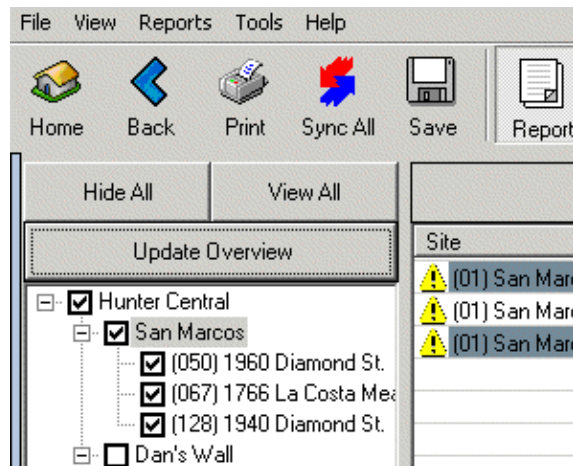 File View Reports Tools Help
Home Back Print Sync All Save Report
Hide All View All
Update Overview
Site
Hunter Central
San Marcos
(050) 1960 Diamond St.
(067) 1766 La Costa Mea
(128) 1940 Diamond St.
Dan's Wall
(01) San Marc
(01) San Marc
(01) San Marc